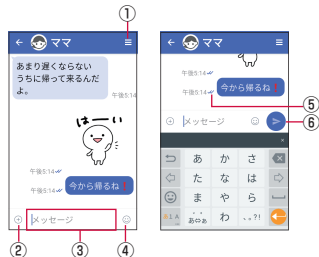 ①
ママ
あまり遅くならない
うちに帰って来るんだ
よ。
午後5:14
はーい
午後5:14
午後5:14
今から帰るね❗
メッセージ
②
③
④
ママ
午後5:14
午後5:14
今から帰るね❗
⑤
メッセージ
⑥
あ か さ
た な は
ま や ら
あ1A わ 、。?!